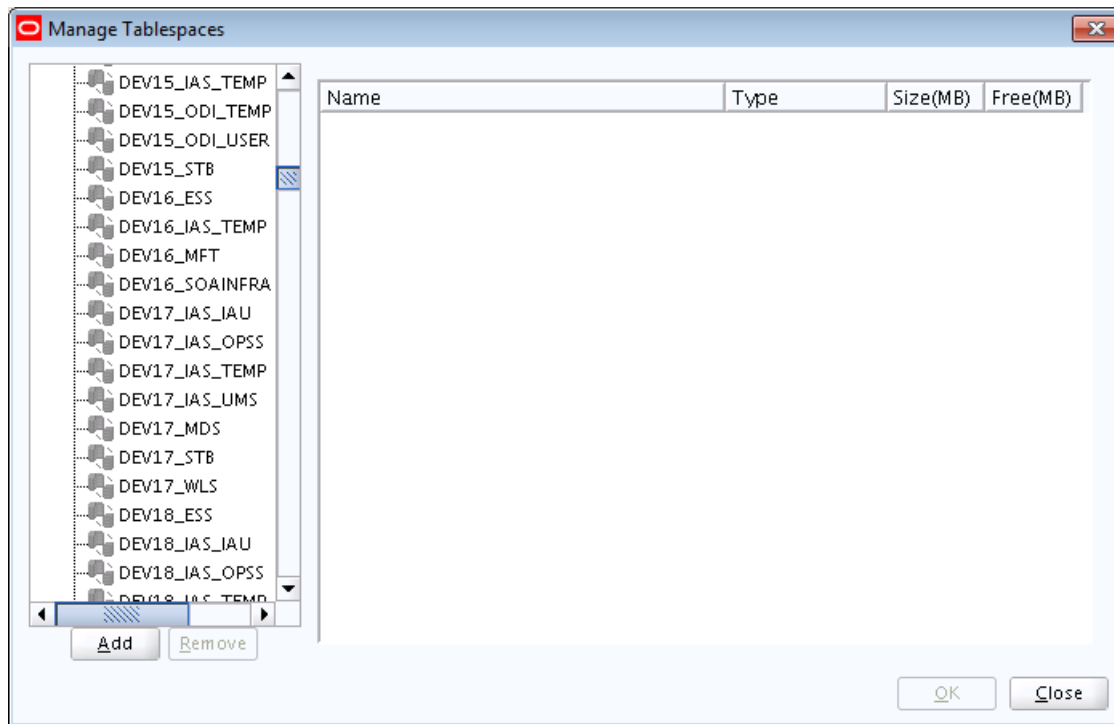 Manage Tablespaces
DEV15_IAS_TEMP
DEV15_ODI_TEMP
DEV15_ODI_USER
DEV15_STB
DEV16_ESS
DEV16_IAS_TEMP
DEV16_MFT
DEV16_SOAINFRA
DEV17_IAS_IAU
DEV17_IAS_OPSS
DEV17_IAS_TEMP
DEV17_IAS_UMS
DEV17_MDS
DEV17_STB
DEV17_WLS
DEV18_ESS
DEV18_IAS_IAU
DEV18_IAS_OPSS
DEV18_IAS_TEMP
Add Remove
Name Type Size(MB) Free(MB)
OK Close